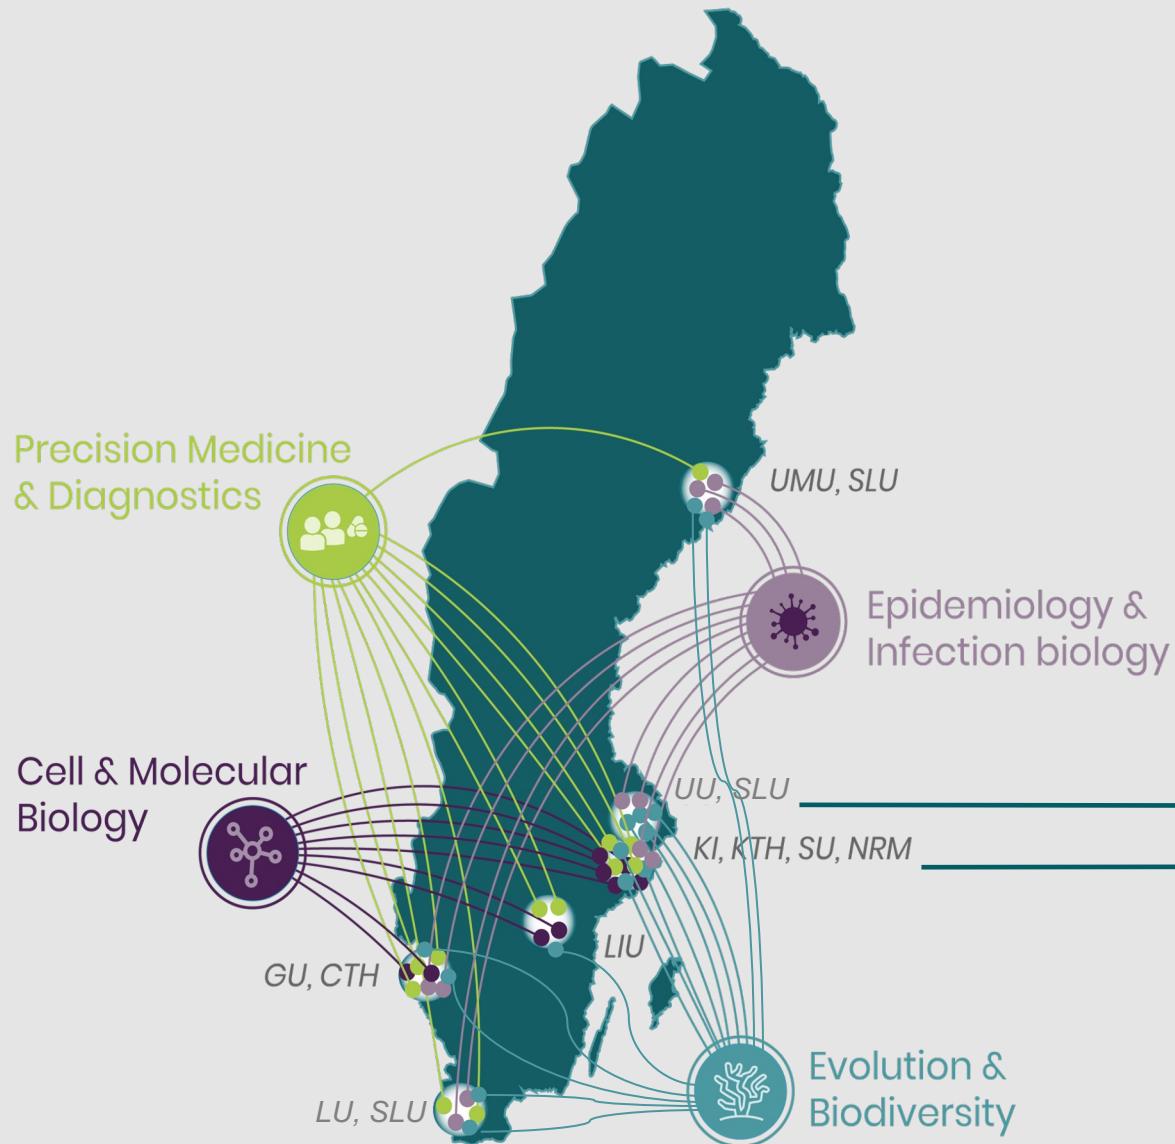 Precision Medicine
& Diagnostics
UMU, SLU
Epidemiology &
Infection biology
Cell & Molecular
Biology
UU, SLU
KI, KTH, SU, NRM
LIU
GU, CTH
Evolution &
Biodiversity
LU, SLU